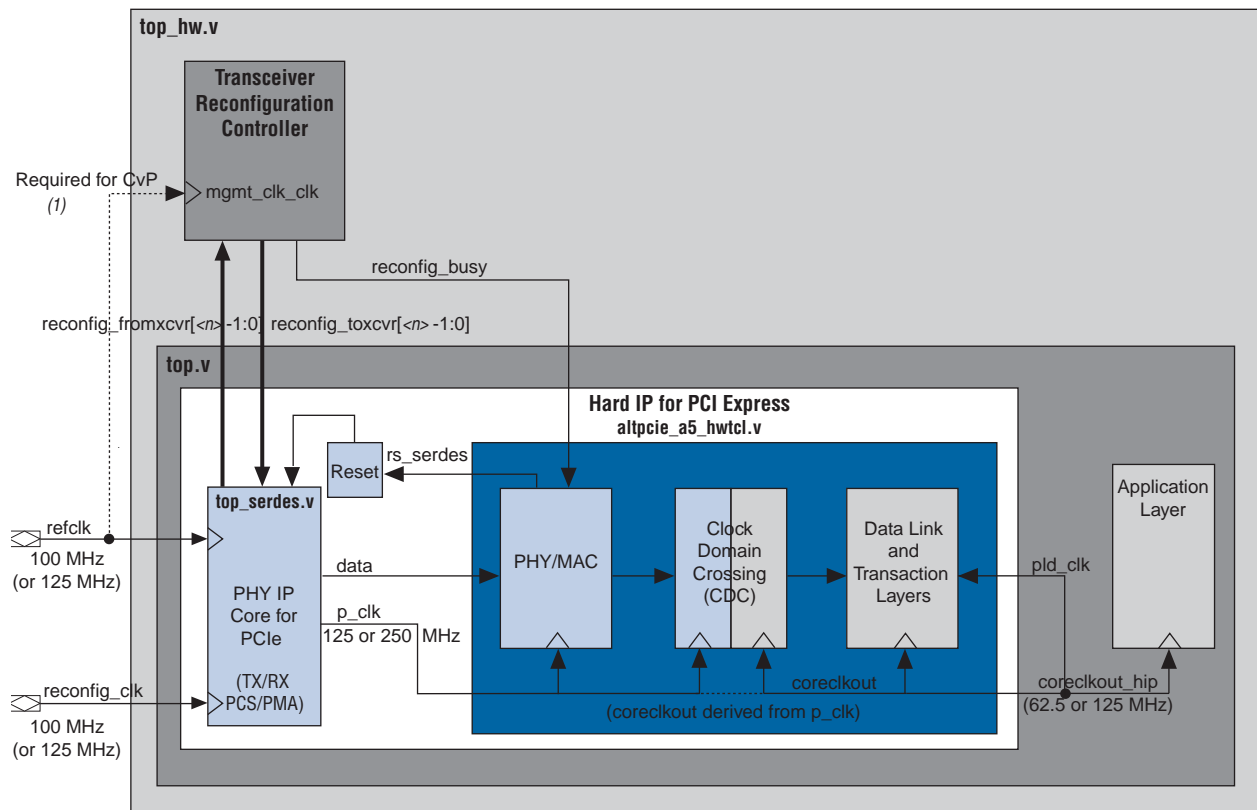 top_hw.v
Transceiver
Reconfiguration
Controller
Required for CvP
(1)
mgmt_clk_clk
reconfig_busy
reconfig_fromxcvr[<n> -1:0]
reconfig_toxcvr[<n> -1:0]
top.v
Hard IP for PCI Express
altpcie_a5_hwtcl.v
Reset
rs_serdes
top_serdes.v
refclk
100 MHz
(or 125 MHz)
PHY IP
Core for
PCIe
(TX/RX
PCS/PMA)
data
p_clk
125 or 250 MHz
PHY/MAC
Clock
Domain
Crossing
(CDC)
Data Link
and
Transaction
Layers
Application
Layer
pld_clk
reconfig_clk
100 MHz
(or 125 MHz)
coreclkout
(coreclkout derived from p_clk)
coreclkout_hip
(62.5 or 125 MHz)